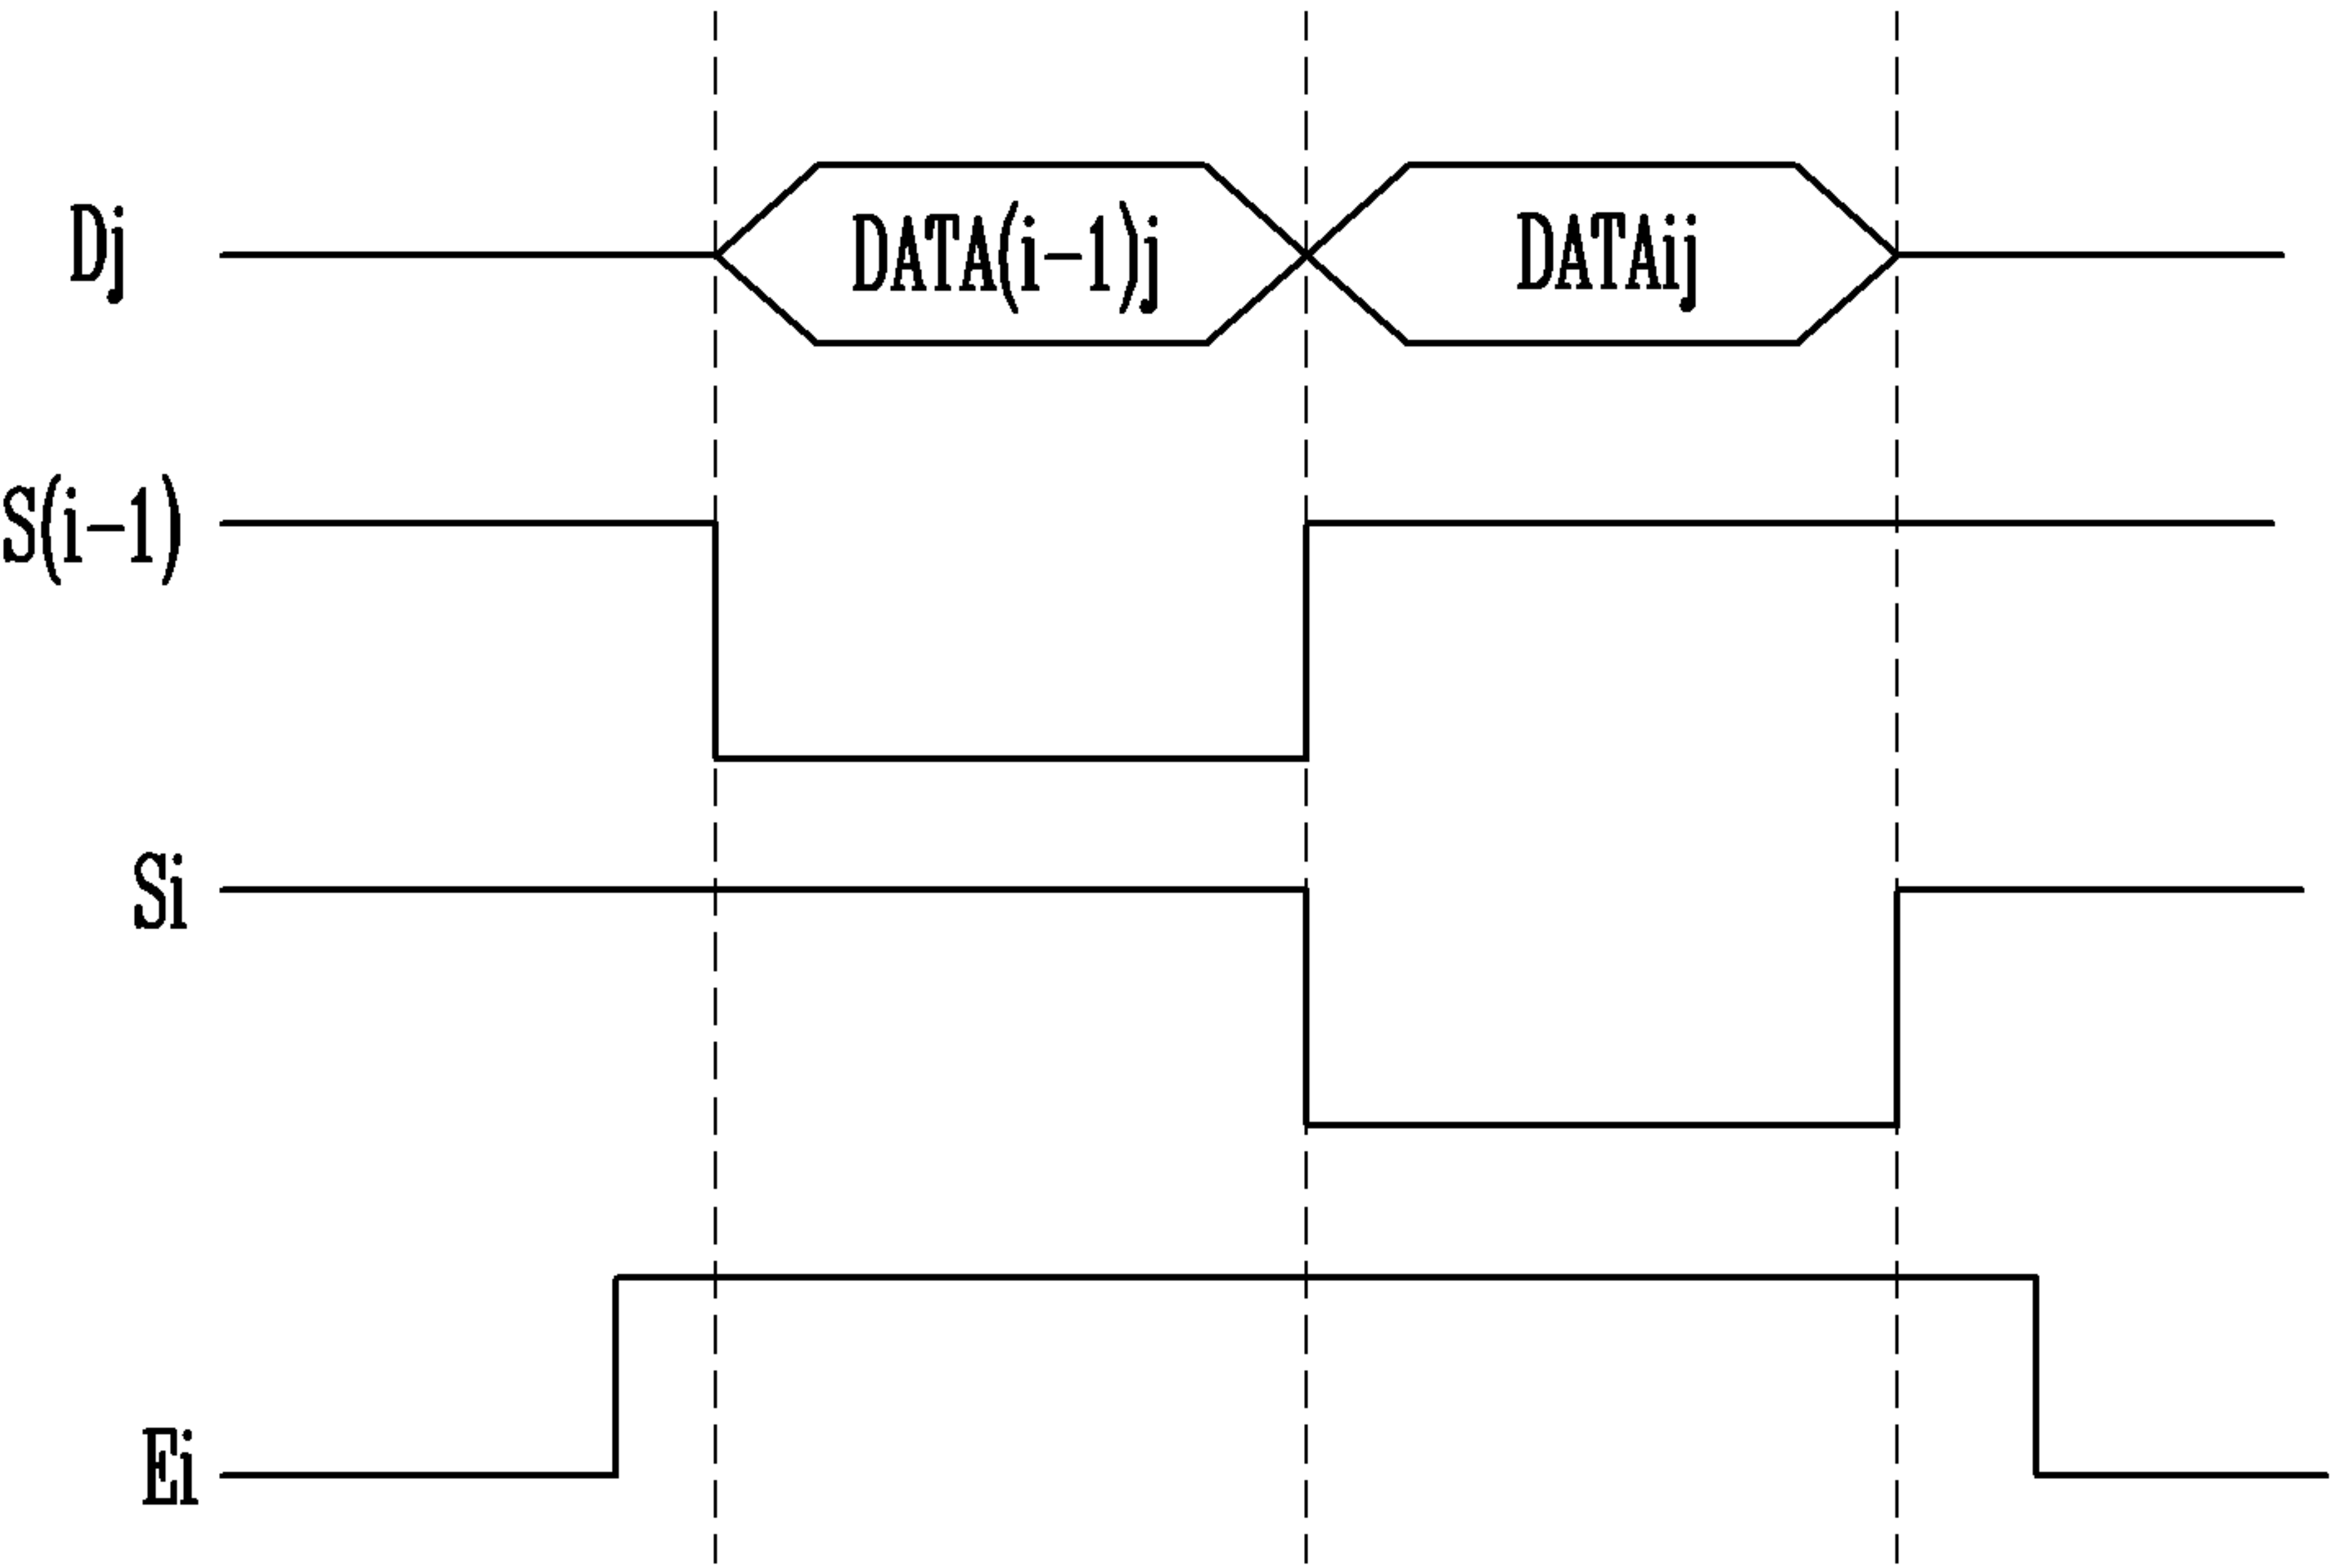 Dj
DATA(i-1)j
DATAij
S(i-1)
Si
Ei